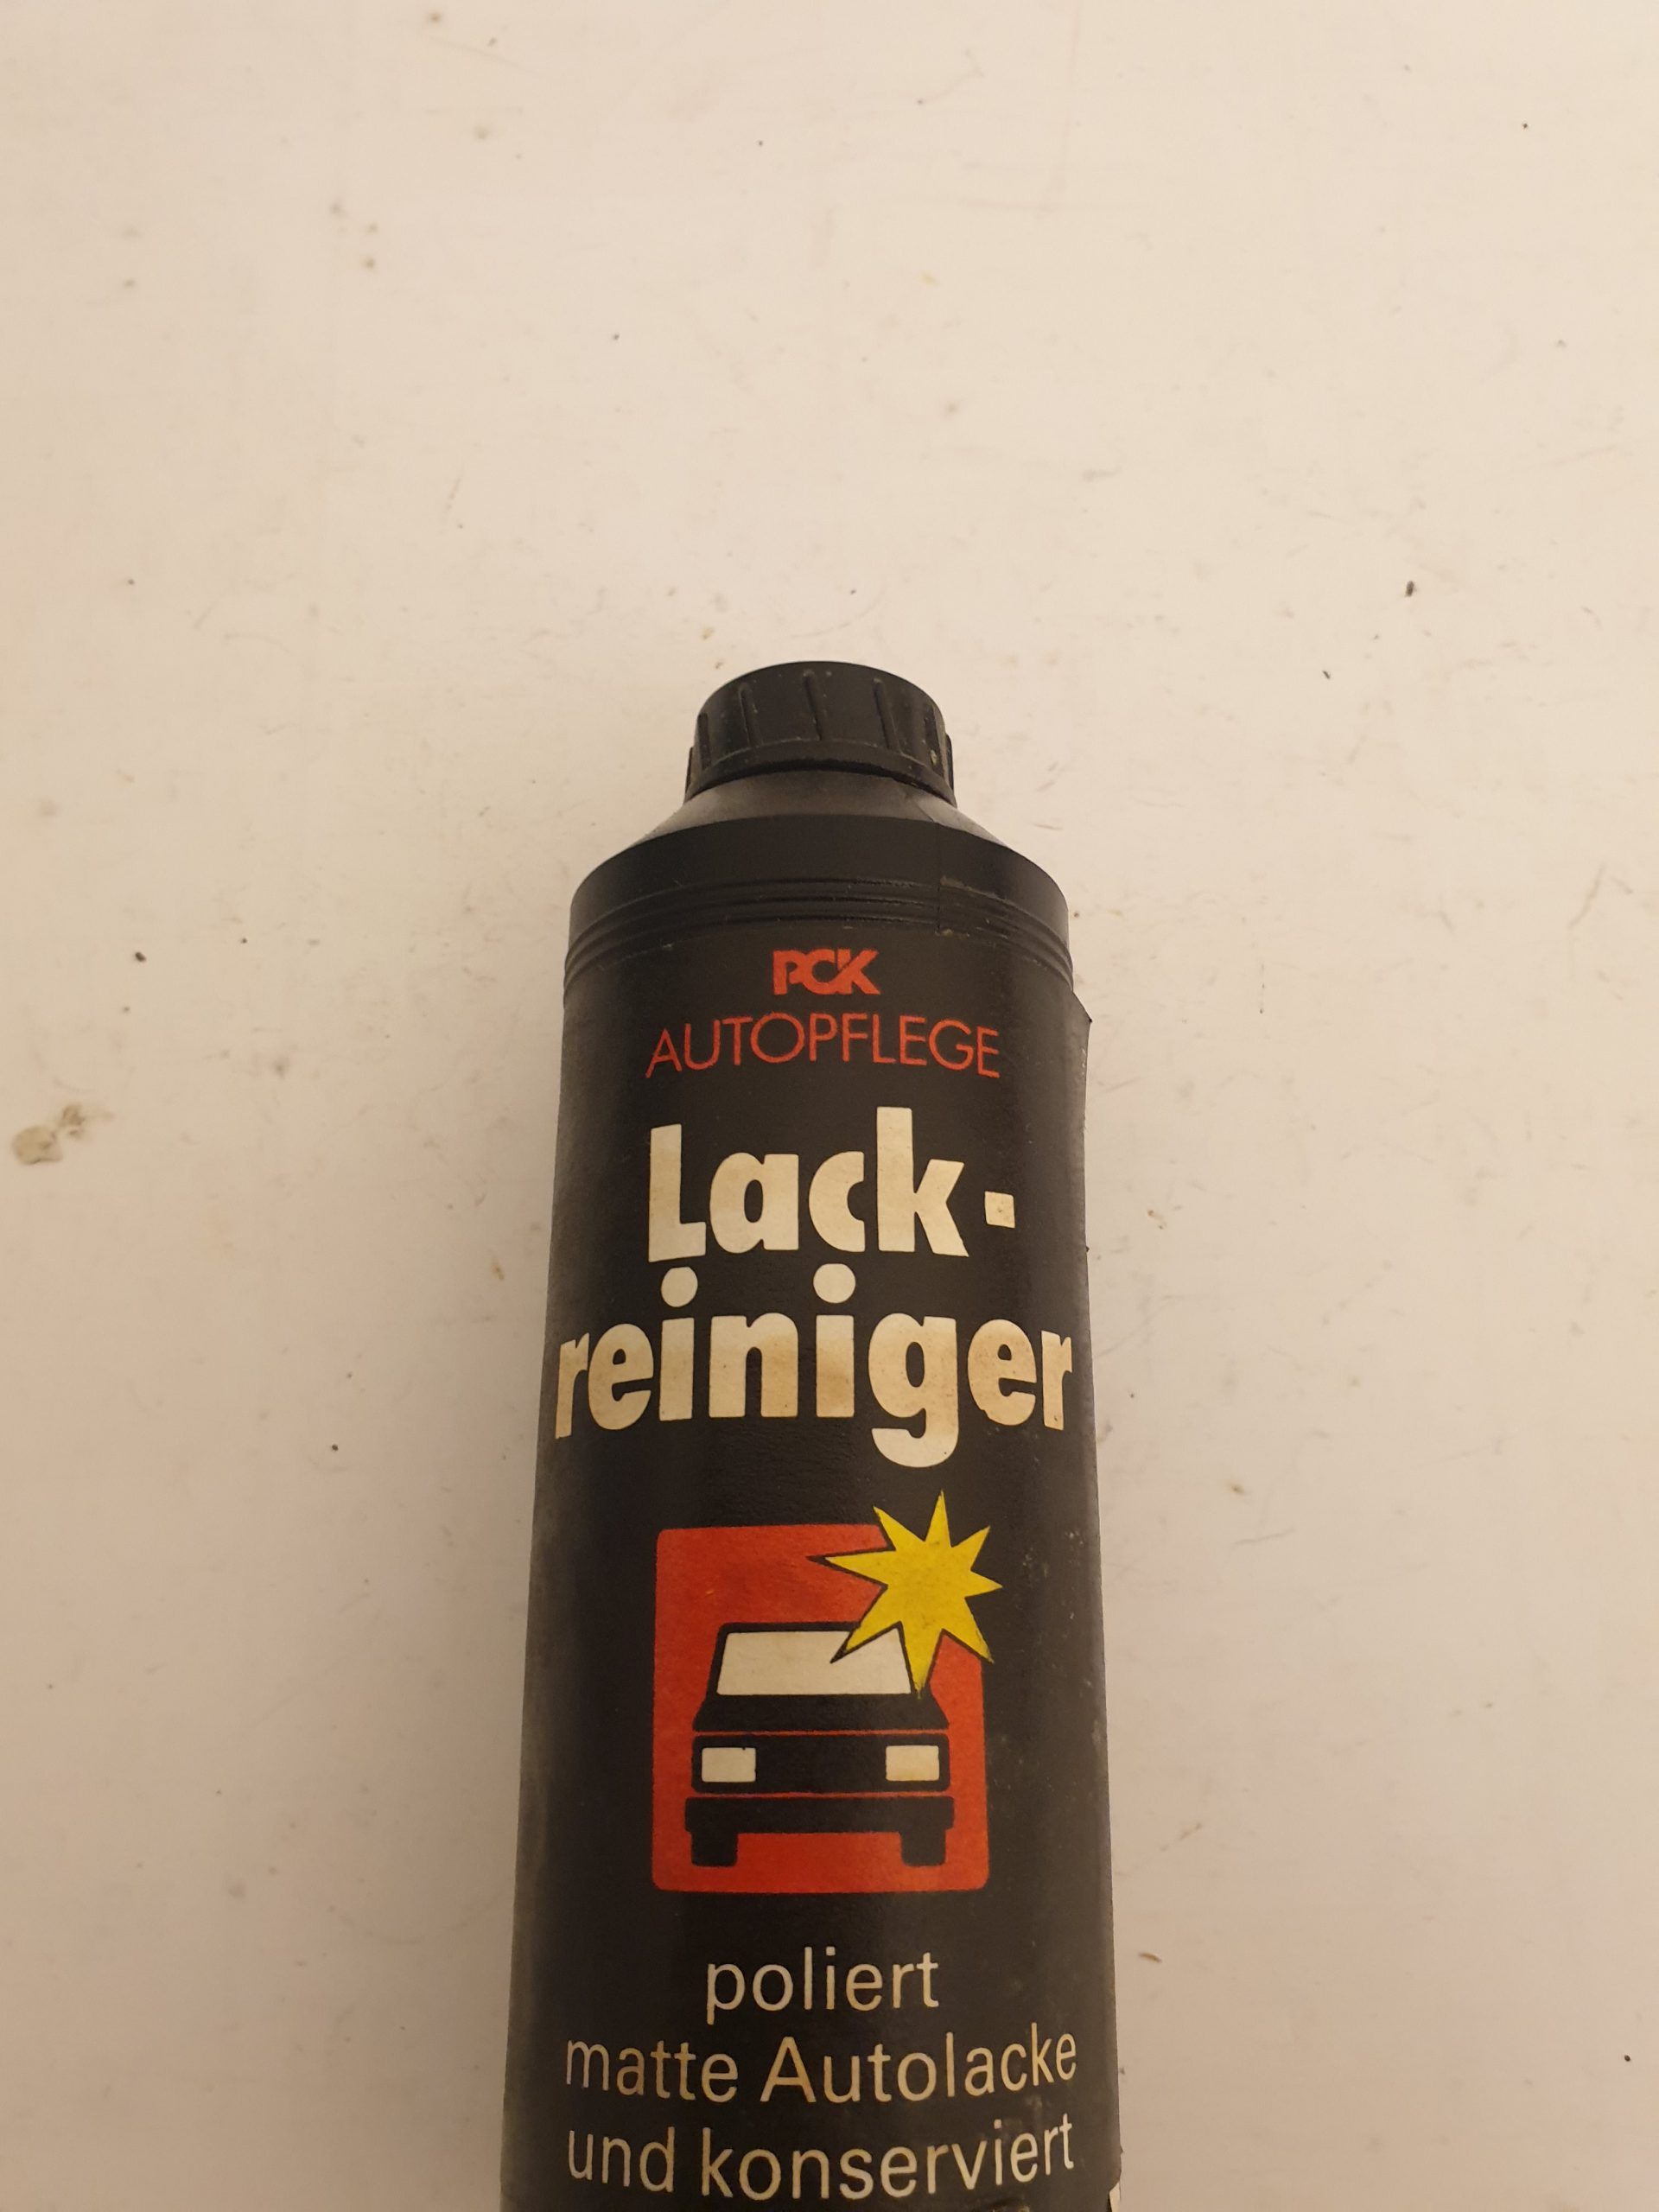 PCK
AUTOPFLEGE
Lack-
reiniger
poliert
matte Autolacke
und konserviert